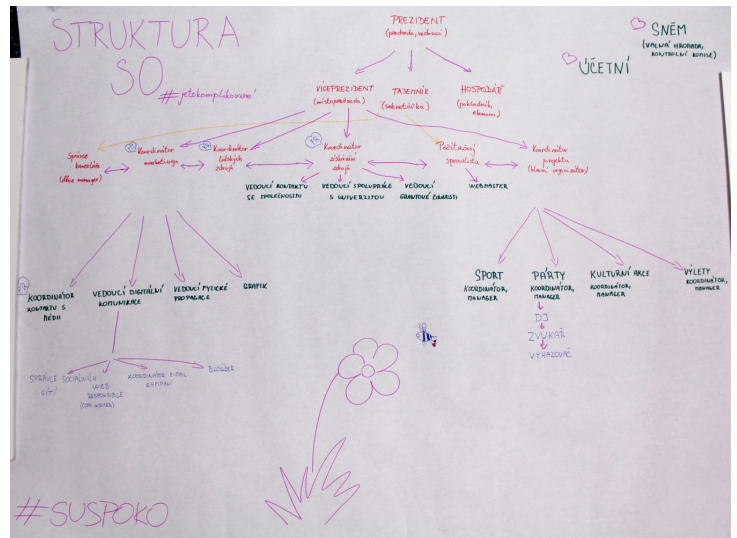 STRUKTURA
SO
#jetokomplikované
PREZIDENT
(předseda, vedoucí)
SNĚM
(VALNÁ HROMADA,
KONTROLNÍ KOMISE)
ÚČETNÍ
VÍCEPREZIDENT
(místopředseda)
TAJEMNÍK
(sekretářka)
HOSPODÁŘ
(pokladník,
ekonom)
Správce
kanceláře
(office manager)
PR
Koordinátor
marketingu
Koordinátor
lidských
zdrojů
Koordinátor
získávání
zdrojů
Počítačový
specialista
Koordinátor
projektu
(hlavní organizátor)
VEDOUCÍ KONTAKTU
SE SPOLEČNOSTMI
VEDOUCÍ SPOLUPRÁCE
S UNIVERZITOU
VEDOUCÍ
GRANTOVÉ ČINNOSTI
WEBMASTER
KOORDINÁTOR
KONTAKTU S
MÉDII
VEDOUCÍ DIGITÁLNÍ
KOMUNIKACE
VEDOUCÍ FYZICKÉ
PROPAGACE
GRAFIK
SPORT
KOORDINÁTOR,
MANAGER
PÁRTY
KOORDINÁTOR,
MANAGER
KULTURNÍ AKCE
KOORDINÁTOR,
MANAGER
VÝLETY
KOORDINÁTOR,
MANAGER
DJ
ZVUKAŘ
VYHAZOVAČ
SPRÁVCE SOCIÁLNÍCH
SÍTÍ
WEB
RESPONSIBLE
KOORDINÁTOR E-MAIL
KAMPANÍ
BLOGGER
#SUSPOKO